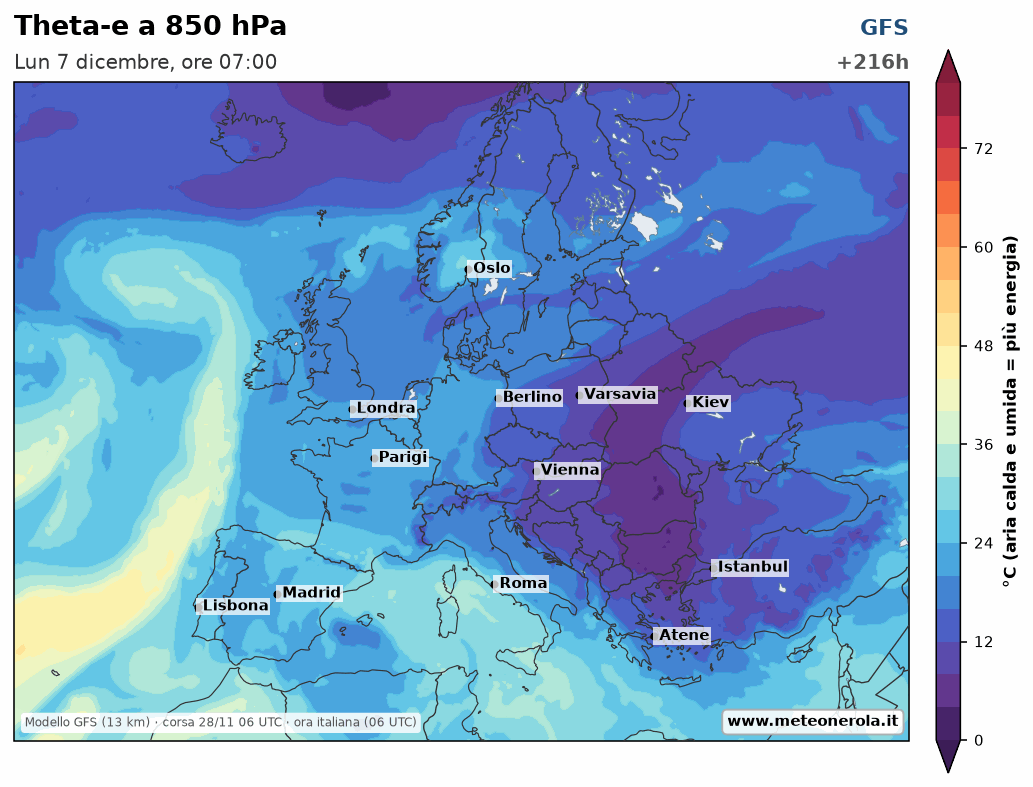 Theta-e a 850 hPa
GFS
Lun 7 dicembre, ore 07:00
+216h
72
60
48
36
24
12
0
°C (aria calda e umida = più energia)
Oslo
Londra
Berlino
Varsavia
Kiev
Parigi
Vienna
Istanbul
Roma
Madrid
Lisbona
Atene
Modello GFS (13 km) · corsa 28/11 06 UTC · ora italiana (06 UTC)
www.meteonerola.it